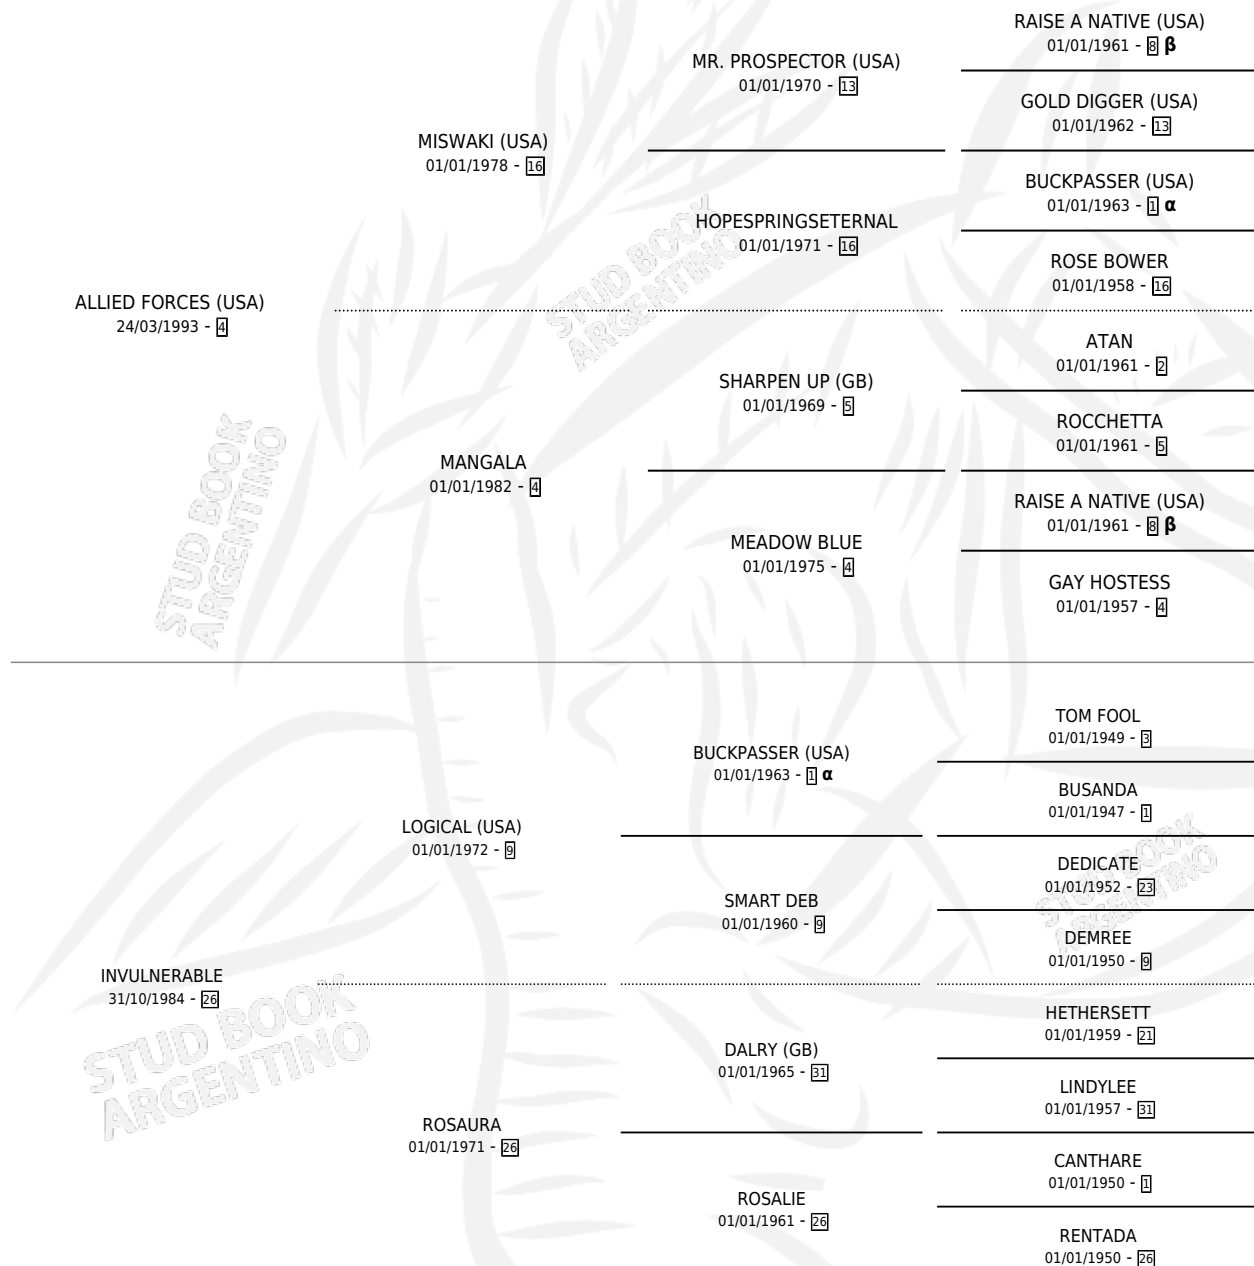 RAISE A NATIVE (USA)
01/01/1961 - 8 β
MR. PROSPECTOR (USA)
01/01/1970 - 13
GOLD DIGGER (USA)
01/01/1962 - 13
MISWAKI (USA)
01/01/1978 - 16
BUCKPASSER (USA)
01/01/1963 - 1 α
HOPESPRINGSETERNAL
01/01/1971 - 16
ROSE BOWER
01/01/1958 - 16
ALLIED FORCES (USA)
24/03/1993 - 4
ATAN
01/01/1961 - 2
SHARPEN UP (GB)
01/01/1969 - 5
ROCCHETTA
01/01/1961 - 5
MANGALA
01/01/1982 - 4
RAISE A NATIVE (USA)
01/01/1961 - 8 β
MEADOW BLUE
01/01/1975 - 4
GAY HOSTESS
01/01/1957 - 4
TOM FOOL
01/01/1949 - 3
BUCKPASSER (USA)
01/01/1963 - 1 α
BUSANDA
01/01/1947 - 1
LOGICAL (USA)
01/01/1972 - 9
DEDICATE
01/01/1952 - 23
SMART DEB
01/01/1960 - 9
DEMREE
01/01/1950 - 9
INVULNERABLE
31/10/1984 - 26
HETHERSETT
01/01/1959 - 21
DALRY (GB)
01/01/1965 - 31
LINDYLEE
01/01/1957 - 31
ROSAURA
01/01/1971 - 26
CANTHARE
01/01/1950 - 1
ROSALIE
01/01/1961 - 26
RENTADA
01/01/1950 - 26
STUD BOOK
ARGENTINO
STUD BOOK
ARGENTINO
STUD BOOK
ARGENTINO
STUD BOOK
ARGENTINO